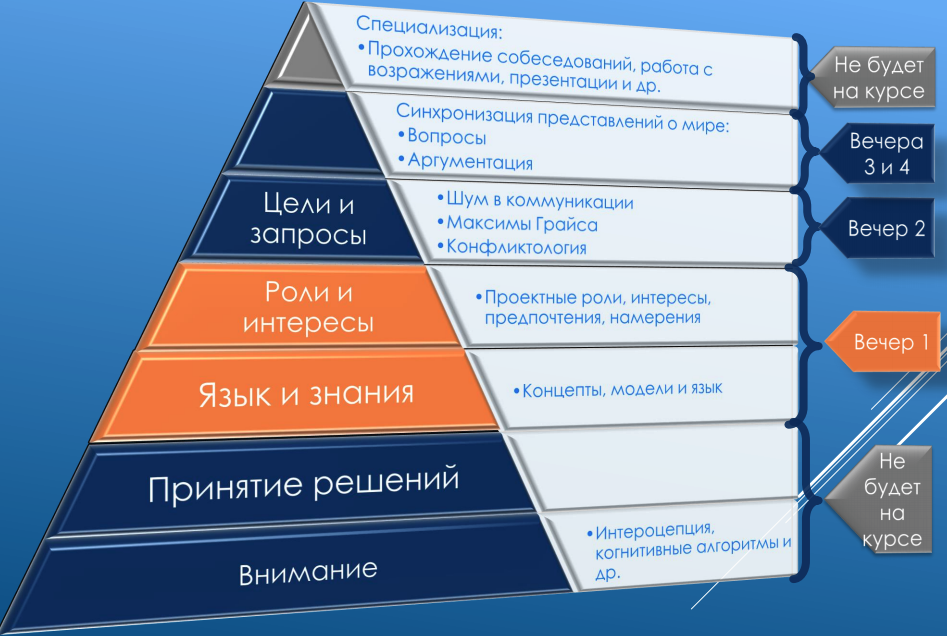 Специализация:
•Прохождение собеседований, работа с
возражениями, презентации и др.
Не будет
на курсе
Синхронизация представлений о мире:
•Вопросы
•Аргументация
Вечера
3 и 4
Цели и
запросы
•Шум в коммуникации
•Максимы Грайса
•Конфликтология
Вечер 2
Роли и
интересы
•Проектные роли, интересы,
предпочтения, намерения
Вечер 1
Язык и знания
•Концепты, модели и язык
Принятие решений
Не
будет
на
курсе
Внимание
•Интероцепция,
когнитивные алгоритмы и
др.